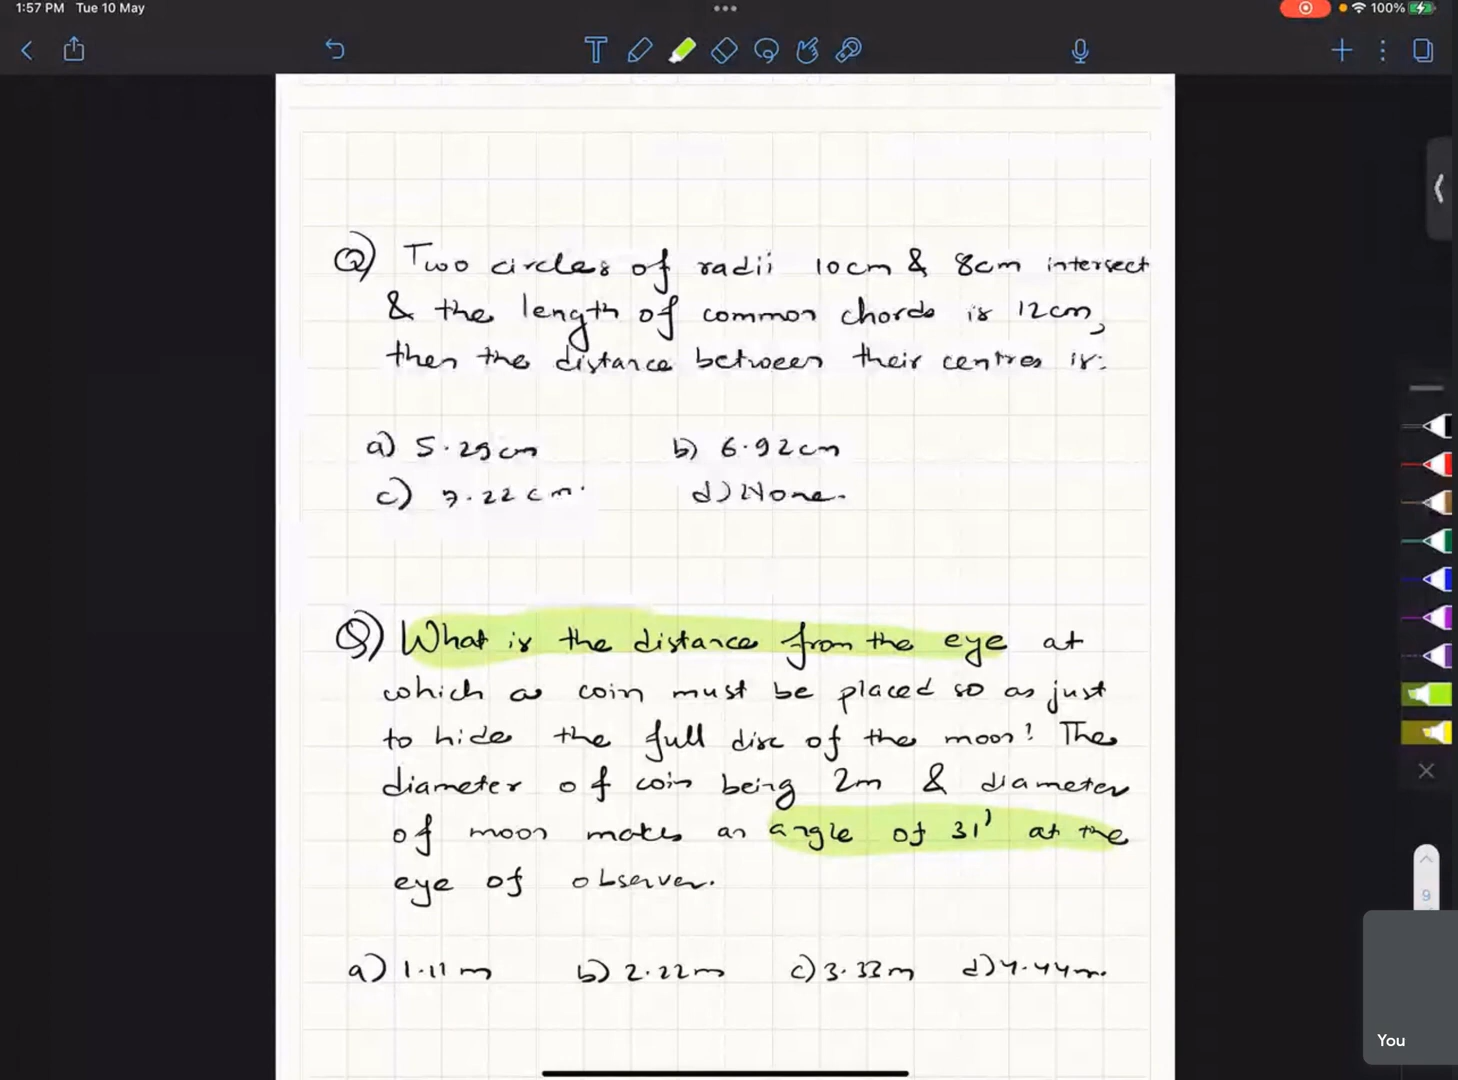 1:57 PM Tue 10 May
100%
Q) Two circles of radii 10cm & 8cm intersect
& the length of common chords is 12cm,
then the distance between their centres is:
a) 5.29cm b) 6.92cm
c) 7.22cm. d) None.
Q) What is the distance from the eye at
which a coin must be placed so as just
to hide the full disc of the moon? The
diameter of coin being 2m & diameter
of moon makes an angle of 31' at the
eye of observer.
a) 1.11m b) 2.22m c) 3.33m d) 4.44m.
9
You